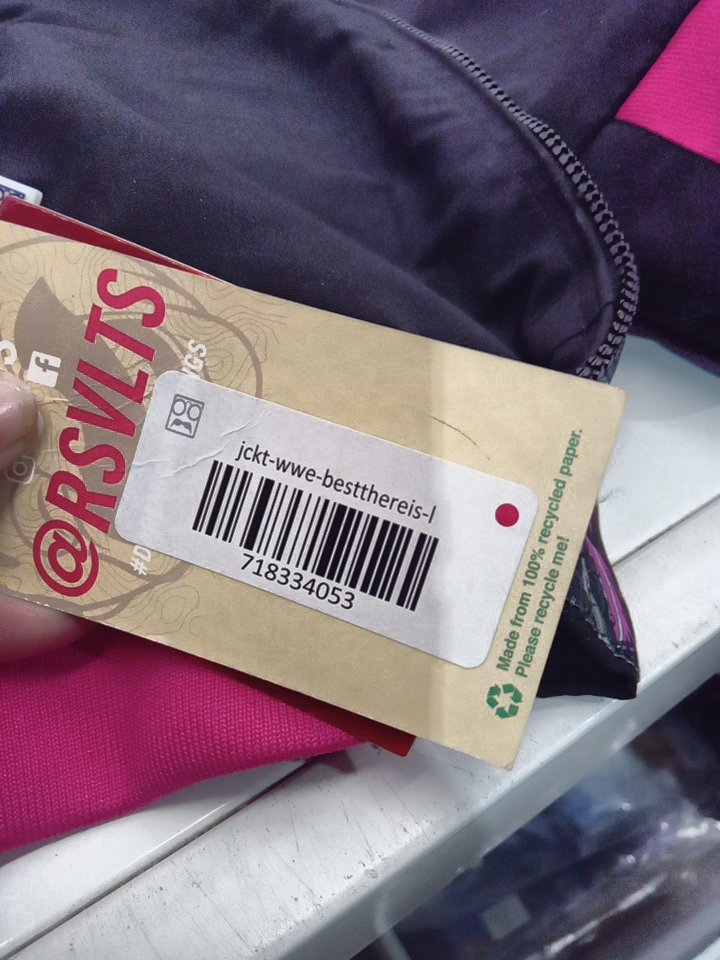 @RSVLTS
jckt-wwe-bestthereis-l
718334053
Made from 100% recycled paper.
Please recycle me!